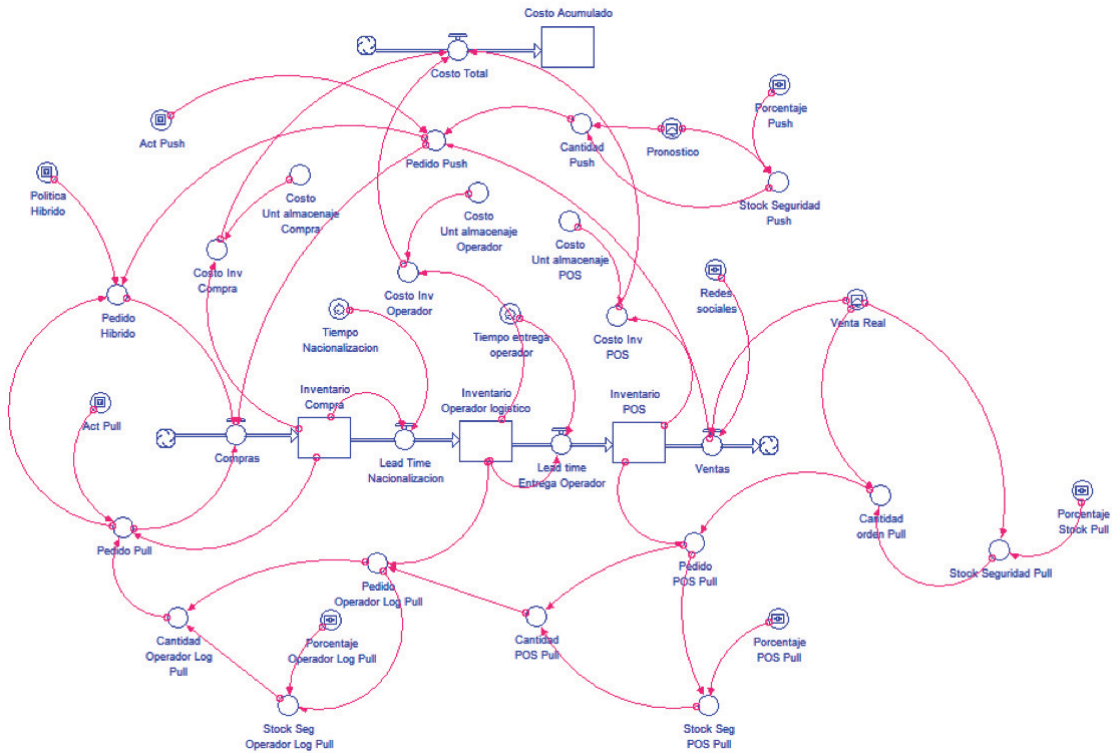 Costo Acumulado
Costo Total
Act Push
Pedido Push
Cantidad
Push
Pronostico
Porcentaje
Push
Politica
Hibrido
Costo
Unt almacenaje
Compra
Costo
Unt almacenaje
Operador
Costo
Unt almacenaje
POS
Stock Seguridad
Push
Costo Inv
Compra
Costo Inv
Operador
Redes
sociales
Pedido
Hibrido
Tiempo
Nacionalizacion
Tiempo entrega
operador
Costo Inv
POS
Venta Real
Act Pull
Inventario
Compra
Inventario
Operador logistico
Inventario
POS
Compras
Lead Time
Nacionalizacion
Lead time
Entrega Operador
Ventas
Pedido Pull
Cantidad
orden Pull
Porcentaje
Stock Pull
Pedido
Operador Log Pull
Pedido
POS Pull
Stock Seguridad Pull
Cantidad
Operador Log
Pull
Porcentaje
Operador Log Pull
Cantidad
POS Pull
Porcentaje
POS Pull
Stock Seg
Operador Log Pull
Stock Seg
POS Pull